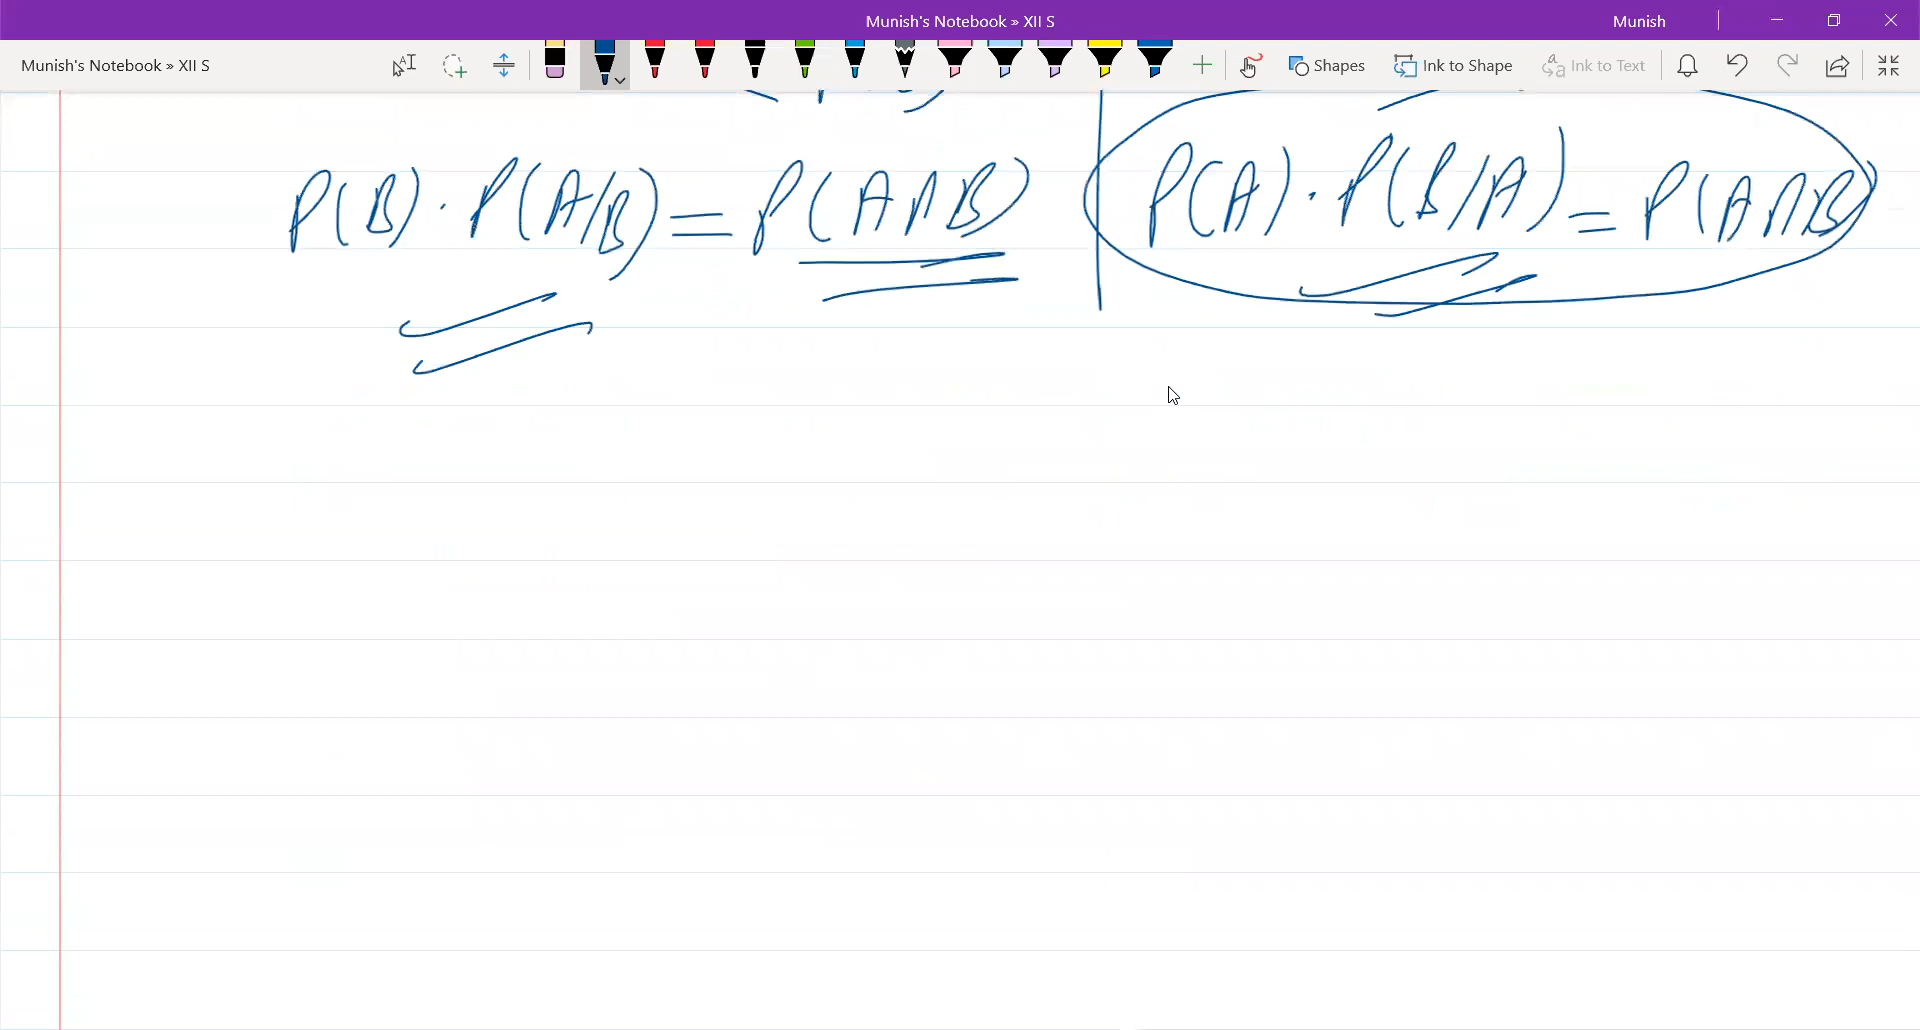 Munish's Notebook » XII S
Munish
Munish's Notebook » XII S
Shapes
Ink to Shape
Ink to Text
P(B) · P(A/B) = P(A∩B)
P(A) · P(B/A) = P(A∩B)